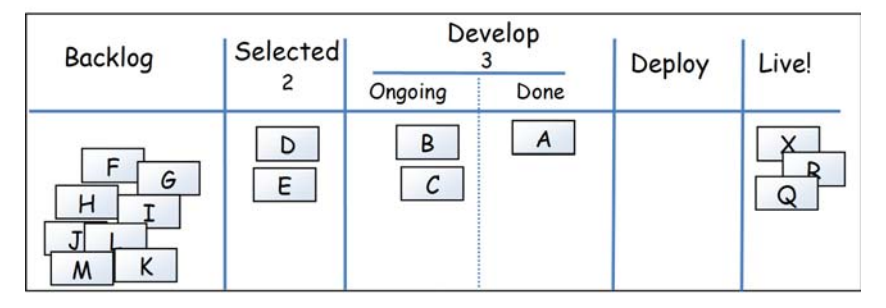 Backlog
Selected
2
Develop
3
Ongoing
Done
Deploy
Live!
F
G
H
I
J
L
M
K
D
E
B
C
A
X
R
Q